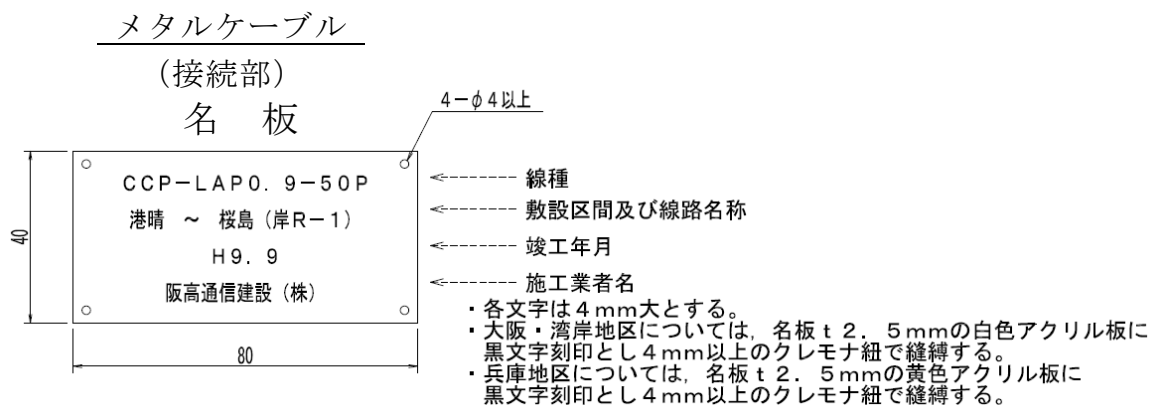 メタルケーブル
（接続部）
名　板
4－φ4以上
CCP－LAP0．9－50P
港晴　～　桜島（岸R－1）
H9．9
阪高通信建設（株）
40
80
線種
敷設区間及び線路名称
竣工年月
施工業者名
・各文字は4mm大とする。
・大阪・湾岸地区については，名板ｔ2．5mmの白色アクリル板に
黒文字刻印とし4mm以上のクレモナ紐で縫縛する。
・兵庫地区については，名板ｔ2．5mmの黄色アクリル板に
黒文字刻印とし4mm以上のクレモナ紐で縫縛する。